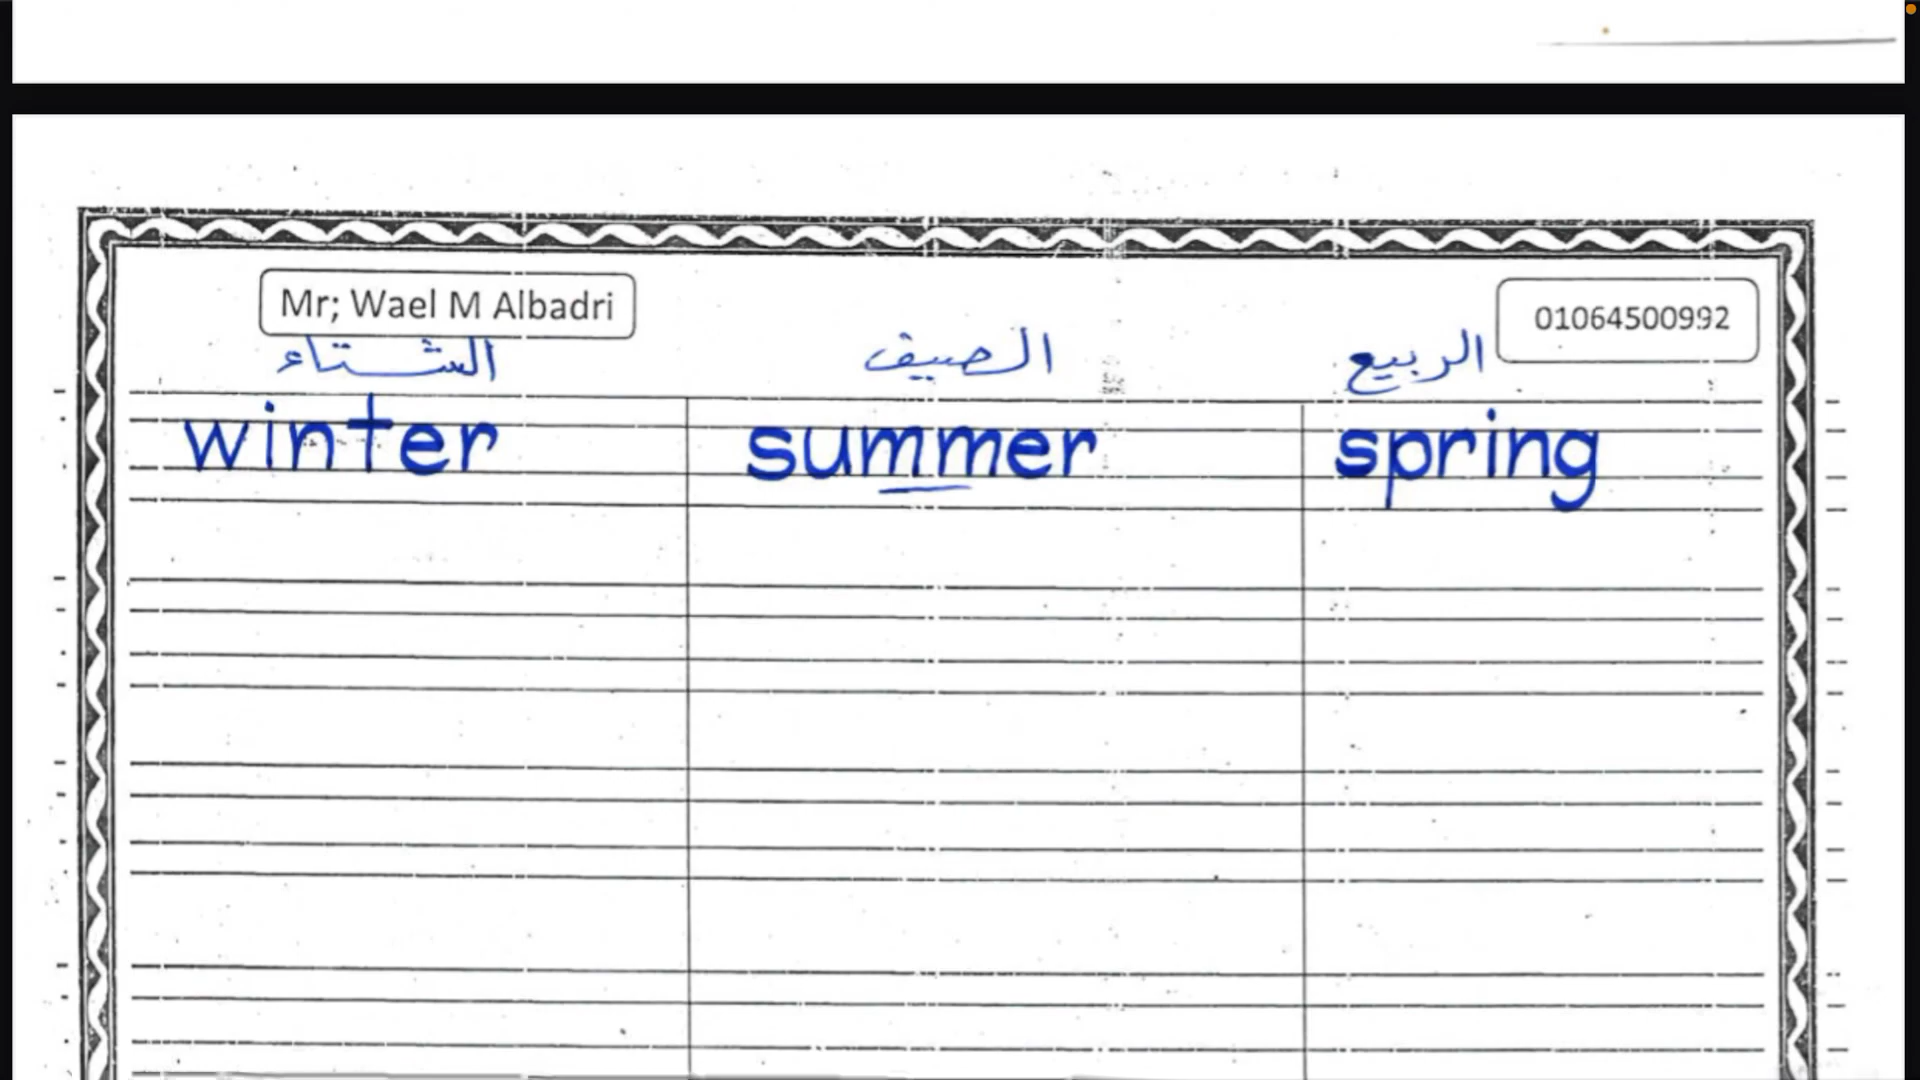 Mr; Wael M Albadri 01064500992
الشتاء الصيف الربيع
winter summer spring